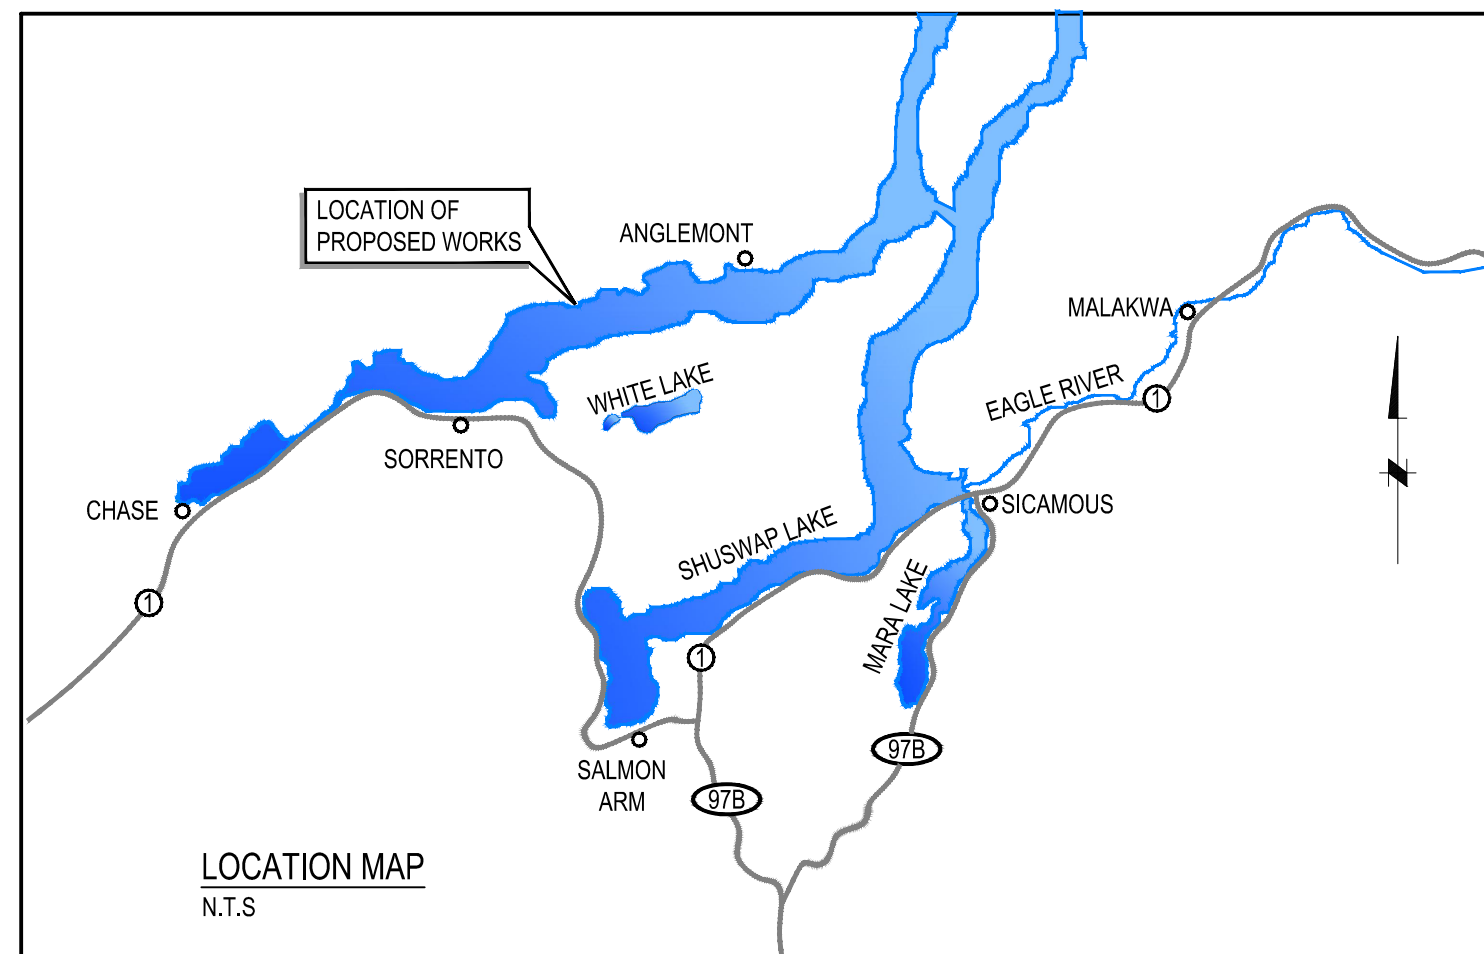 LOCATION OF
PROPOSED WORKS
ANGLEMONT
MALAKWA
WHITE LAKE
EAGLE RIVER
1
SORRENTO
CHASE
SICAMOUS
SHUSWAP LAKE
MARA LAKE
1
1
97B
SALMON
ARM
97B
LOCATION MAP
N.T.S
N